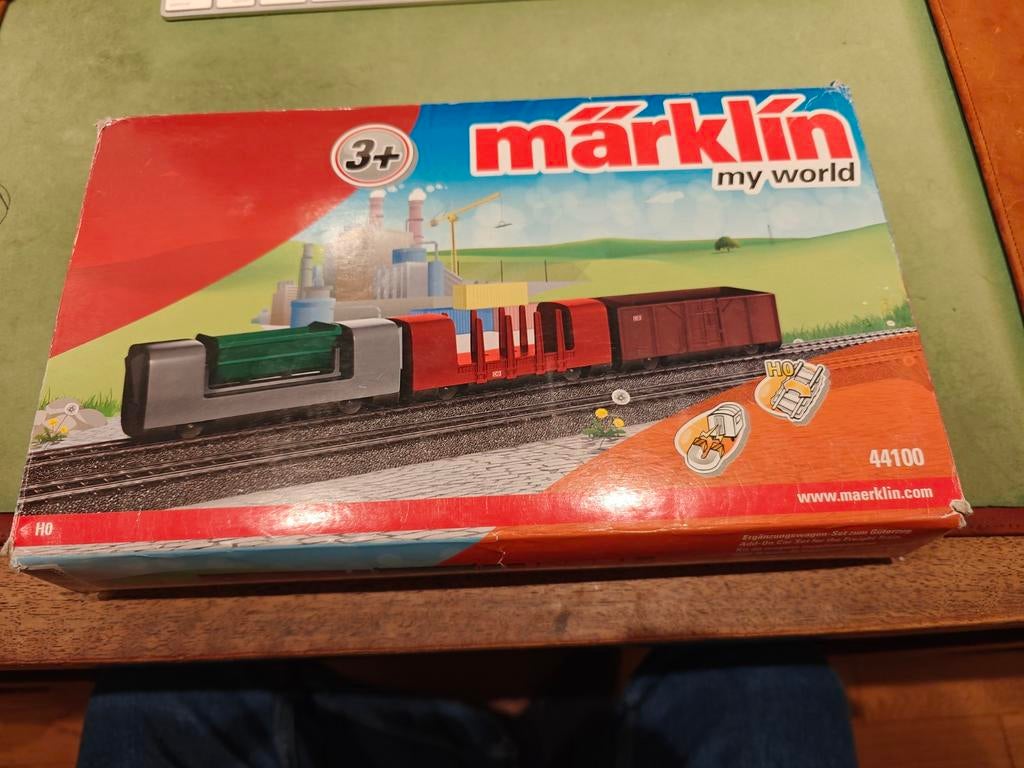 3+
märklin
my world
H0
44100
www.maerklin.com
H0
Ergänzungswagen-Set zum Güterzug
Add-On Car Set for the Freight